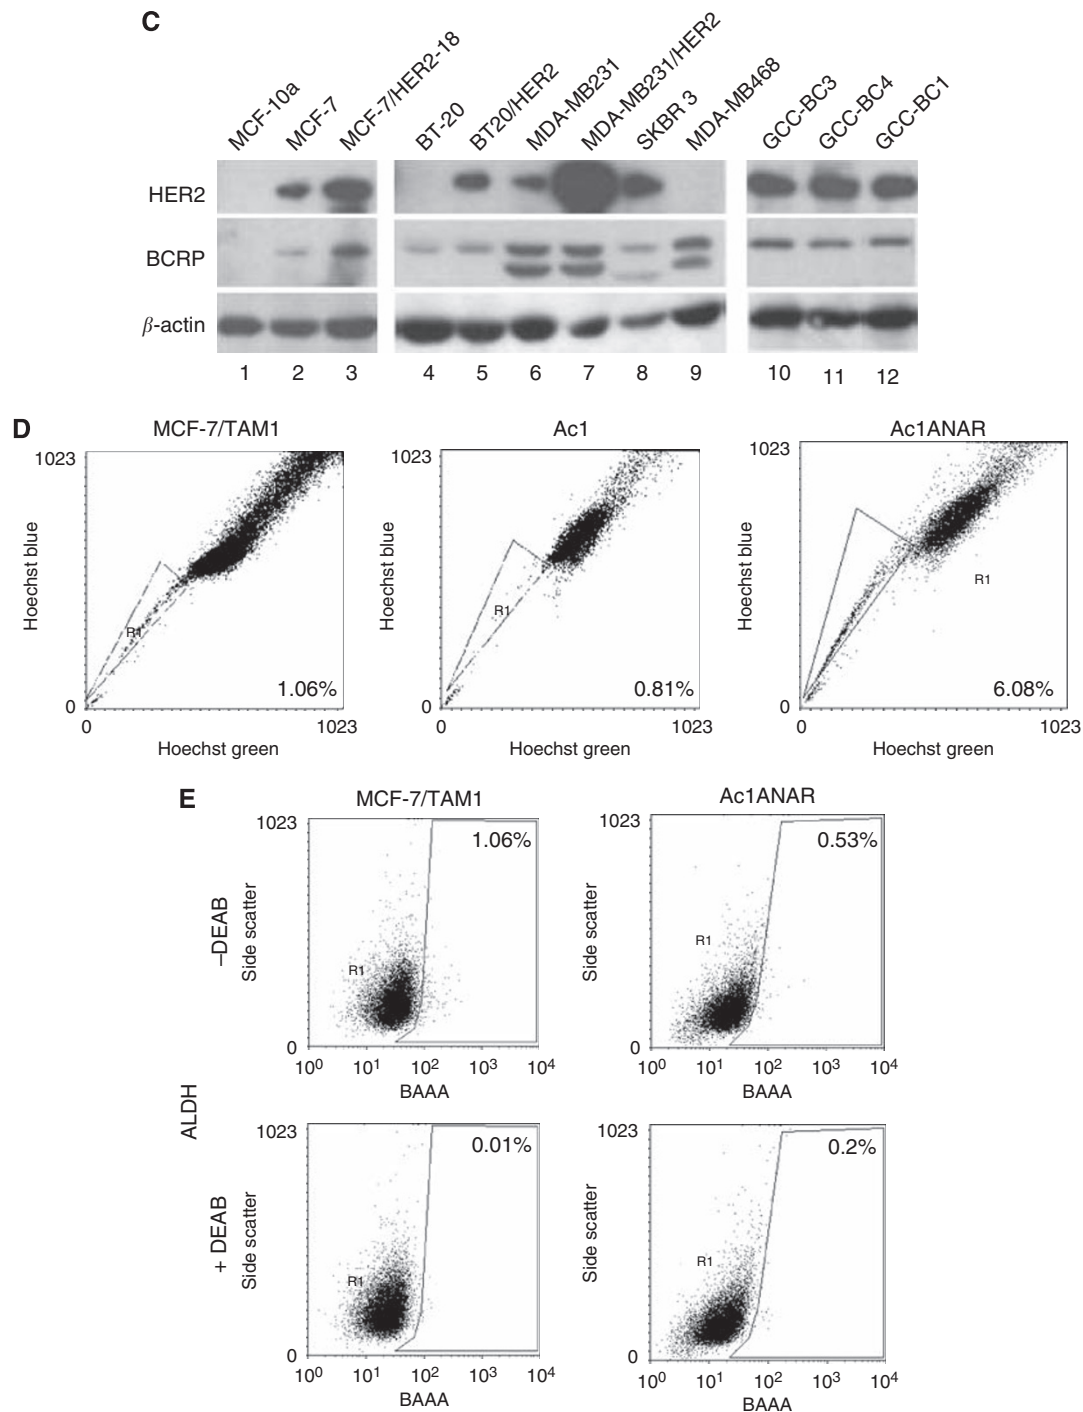 C
MCF-10a
MCF-7
MCF-7/HER2-18
BT-20
BT20/HER2
MDA-MB231
MDA-MB231/HER2
SKBR 3
MDA-MB468
GCC-BC3
GCC-BC4
GCC-BC1
HER2
BCRP
β-actin
1 2 3 4 5 6 7 8 9 10 11 12
D
MCF-7/TAM1
1023
Hoechst blue
R1
1.06%
0
0 1023
Hoechst green
Ac1
1023
Hoechst blue
R1
0.81%
0
0 1023
Hoechst green
Ac1ANAR
1023
Hoechst blue
R1
6.08%
0
0 1023
Hoechst green
E
ALDH
–DEAB
MCF-7/TAM1
1023
1.06%
Side scatter
R1
0
10⁰ 10¹ 10² 10³ 10⁴
BAAA
Ac1ANAR
1023
0.53%
Side scatter
R1
0
10⁰ 10¹ 10² 10³ 10⁴
BAAA
+ DEAB
1023
0.01%
Side scatter
R1
0
10⁰ 10¹ 10² 10³ 10⁴
BAAA
1023
0.2%
Side scatter
R1
0
10⁰ 10¹ 10² 10³ 10⁴
BAAA